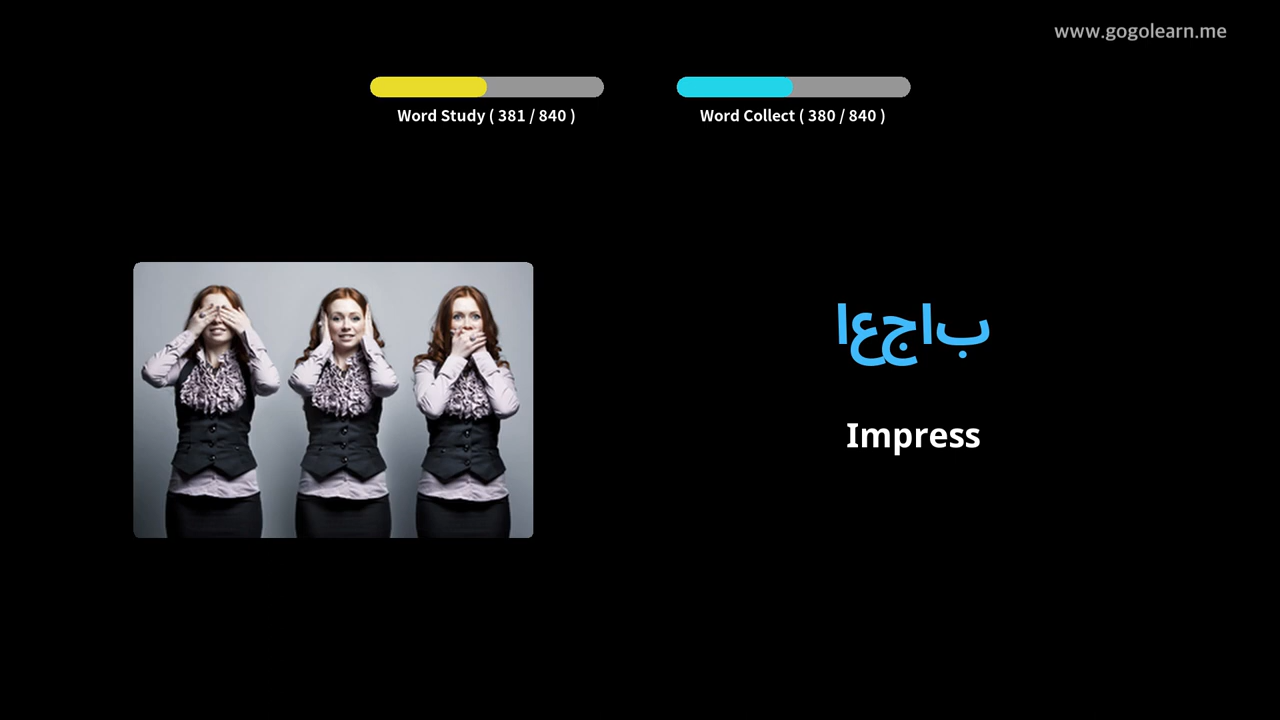 www.gogolearn.me
Word Study ( 381 / 840 )
Word Collect ( 380 / 840 )
اعجاب
Impress